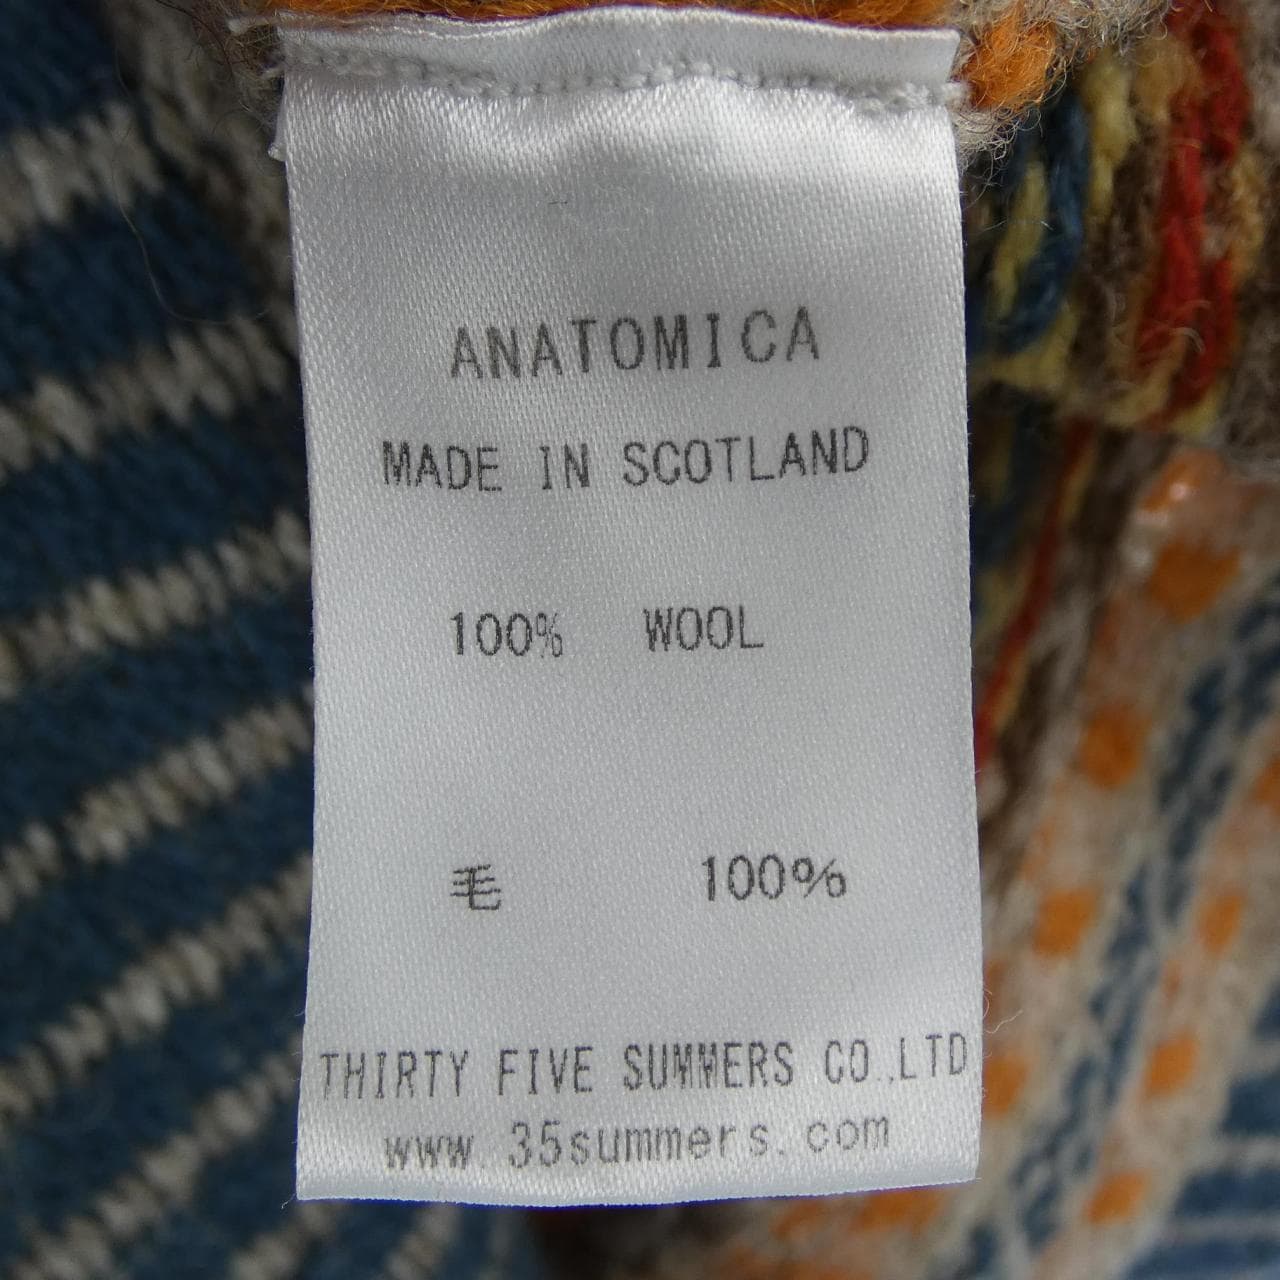 ANATOMICA
MADE IN SCOTLAND
100% WOOL
毛 100%
THIRTY FIVE SUMMERS CO.,LTD
www.35summers.com